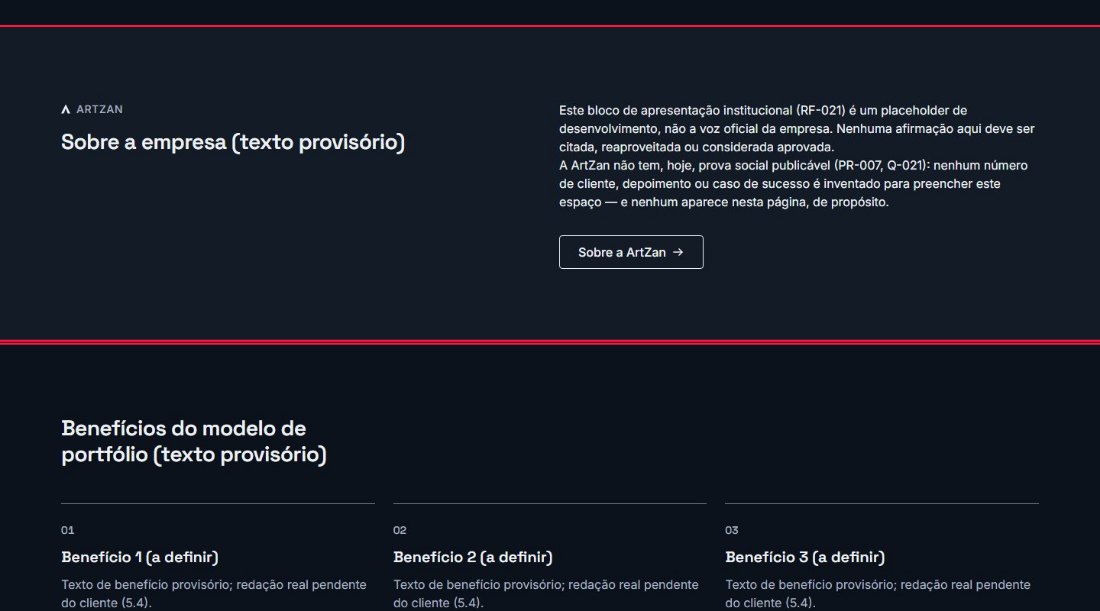 ARTZAN
Sobre a empresa (texto provisório)
Este bloco de apresentação institucional (RF-021) é um placeholder de
desenvolvimento, não a voz oficial da empresa. Nenhuma afirmação aqui deve ser
citada, reaproveitada ou considerada aprovada.
A ArtZan não tem, hoje, prova social publicável (PR-007, Q-021): nenhum número
de cliente, depoimento ou caso de sucesso é inventado para preencher este
espaço — e nenhum aparece nesta página, de propósito.
Sobre a ArtZan →
Benefícios do modelo de
portfólio (texto provisório)
01
Benefício 1 (a definir)
Texto de benefício provisório; redação real pendente
do cliente (5.4).
02
Benefício 2 (a definir)
Texto de benefício provisório; redação real pendente
do cliente (5.4).
03
Benefício 3 (a definir)
Texto de benefício provisório; redação real pendente
do cliente (5.4).